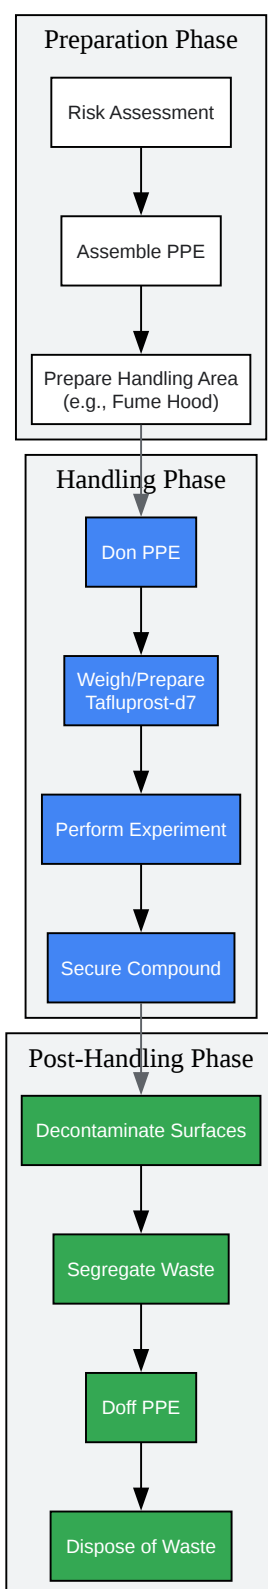 Preparation Phase
Risk Assessment
Assemble PPE
Prepare Handling Area
(e.g., Fume Hood)
Handling Phase
Don PPE
Weigh/Prepare
Tafluprost-d7
Perform Experiment
Secure Compound
Post-Handling Phase
Decontaminate Surfaces
Segregate Waste
Doff PPE
Dispose of Waste